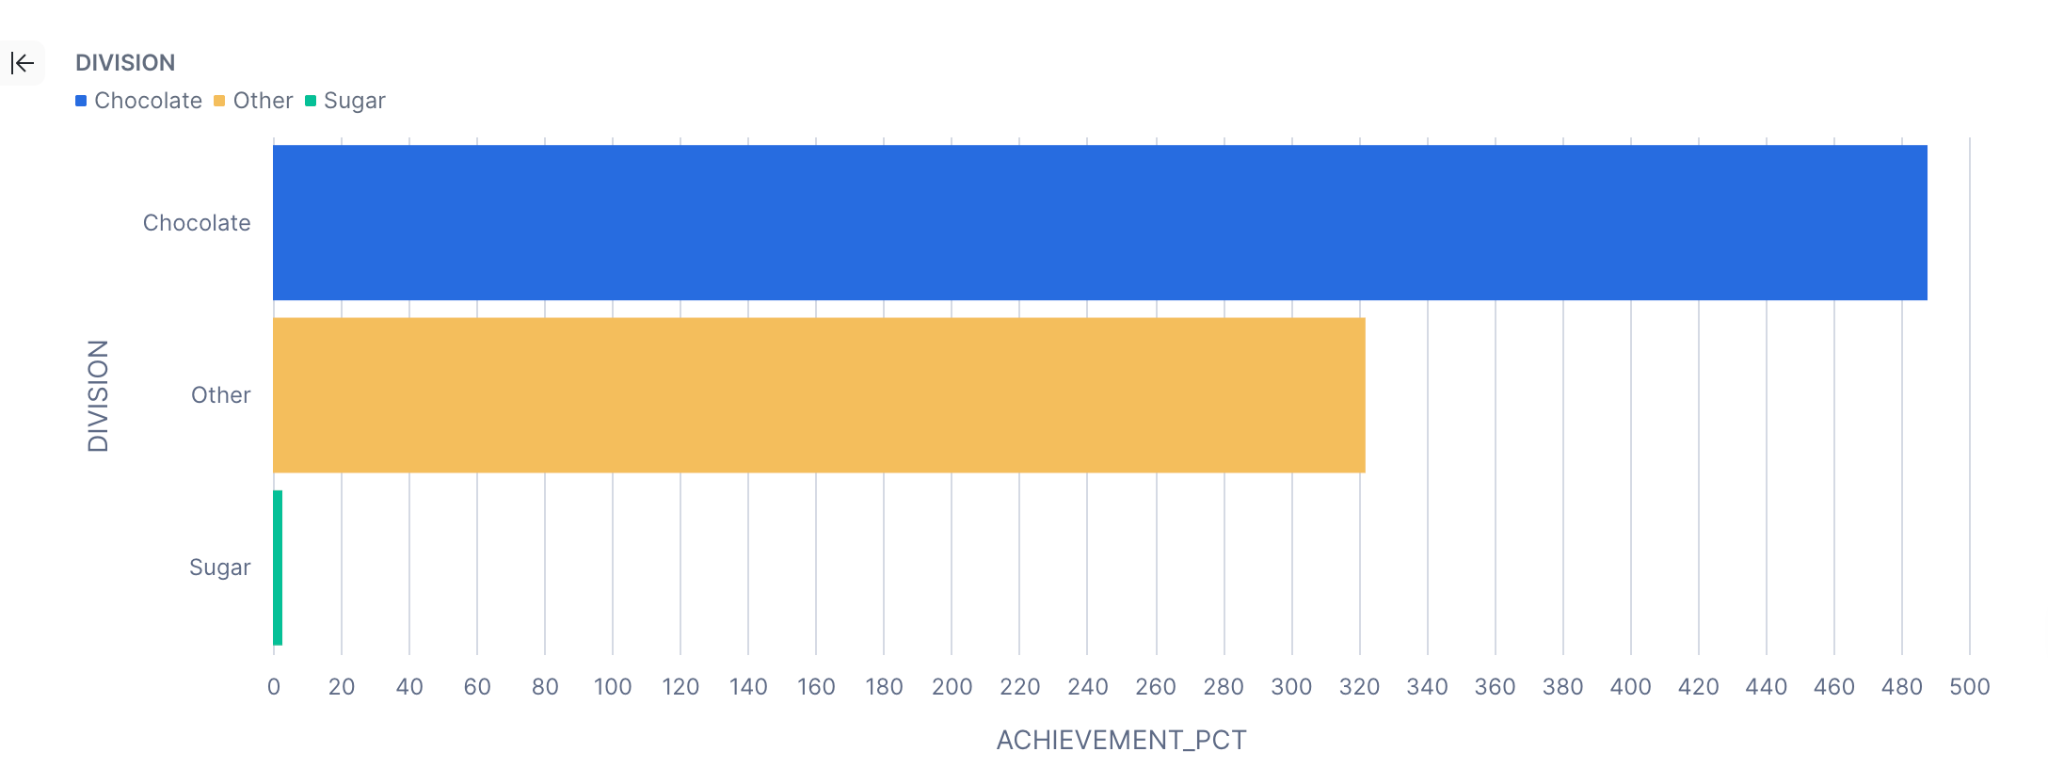 DIVISION
Chocolate Other Sugar
Chocolate
Other
Sugar
DIVISION
0 20 40 60 80 100 120 140 160 180 200 220 240 260 280 300 320 340 360 380 400 420 440 460 480 500
ACHIEVEMENT_PCT